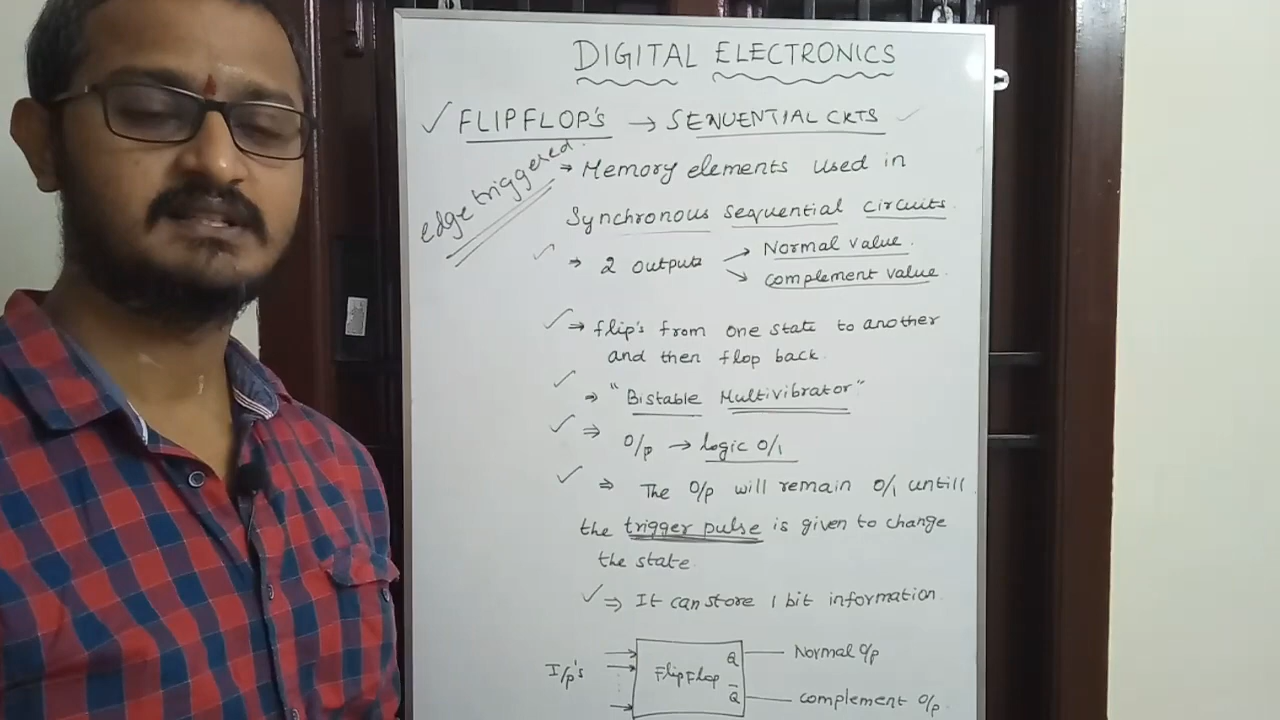 DIGITAL ELECTRONICS
✓ FLIPFLOP's → SENUENTIAL CKTS ✓
edge triggered.
→ Memory elements used in
Synchronous sequential circuits
✓ → 2 outputs → Normal value.
→ complement value.
✓ ⇒ flip's from one state to another
and then flop back.
✓ ⇒ "Bistable Multivibrator"
✓ ⇒ O/p → logic 0/1
✓ ⇒ The O/p will remain 0/1 untill
the trigger pulse is given to change
the state.
✓ ⇒ It can store 1 bit information.
I/p's FlipFlop Q Normal O/p
Q̅ complement O/p